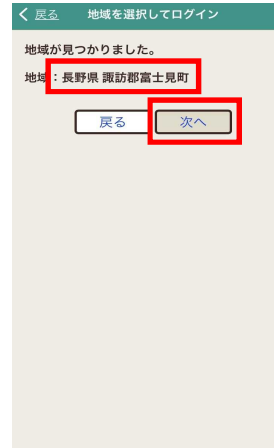 戻る 地域を選択してログイン
地域が見つかりました。
地域：長野県 諏訪郡富士見町
戻る 次へ